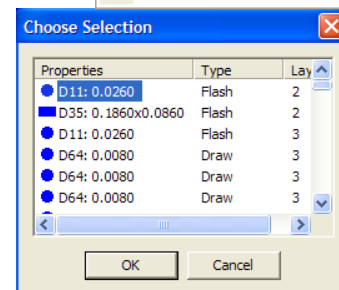 Choose Selection
Properties Type Lay
D11: 0.0260 Flash 2
D35: 0.1860x0.0860 Flash 2
D11: 0.0260 Flash 3
D64: 0.0080 Draw 3
D64: 0.0080 Draw 3
D64: 0.0080 Draw 3
OK Cancel